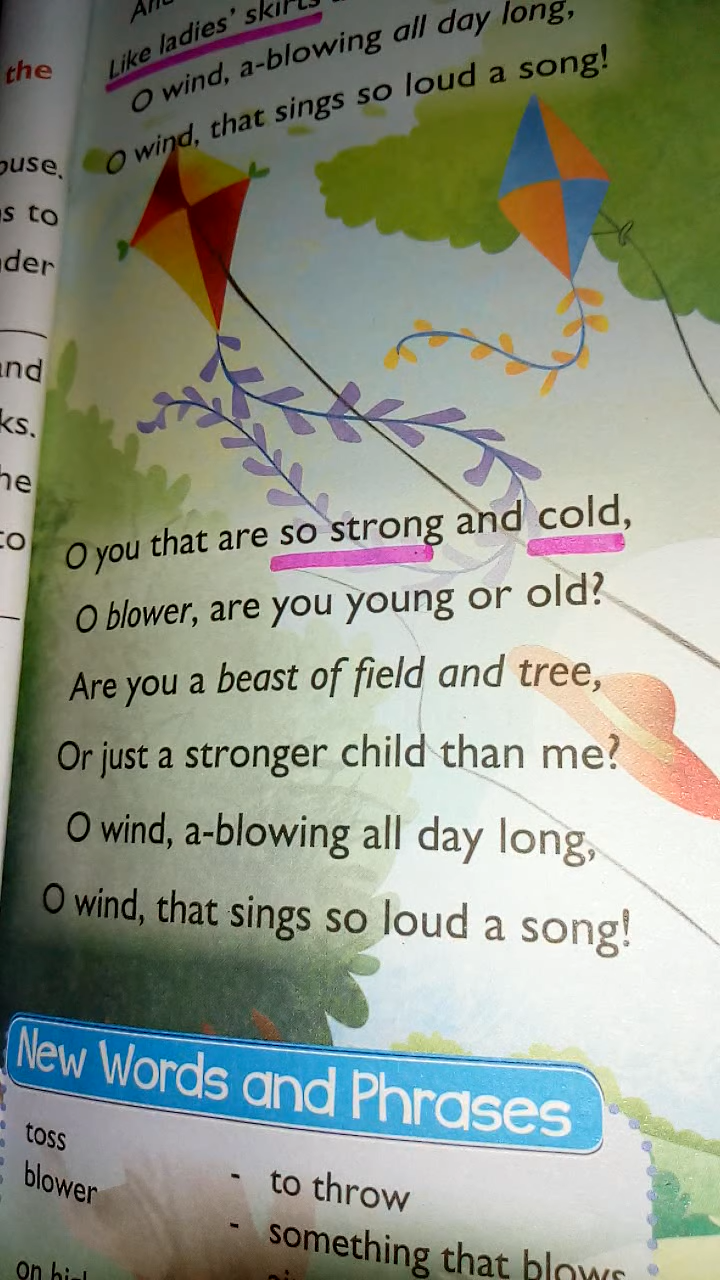 the
ouse.
s to
der
and
ks.
he
to
Like ladies' skirts
O wind, a-blowing all day long,
O wind, that sings so loud a song!
O you that are so strong and cold,
O blower, are you young or old?
Are you a beast of field and tree,
Or just a stronger child than me?
O wind, a-blowing all day long,
O wind, that sings so loud a song!
New Words and Phrases
toss - to throw
blower - something that blows